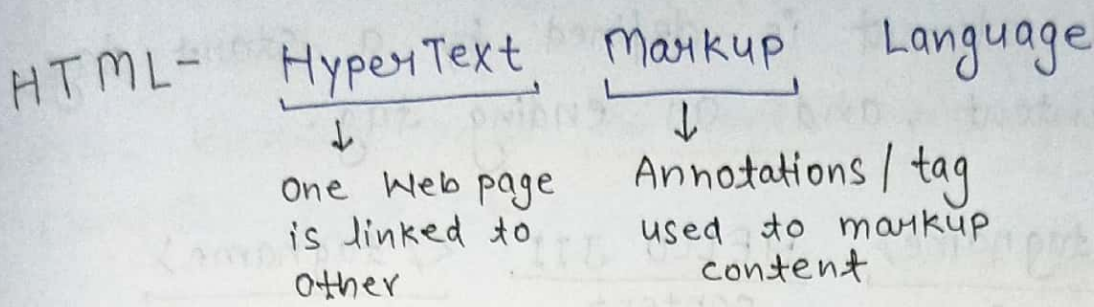 HTML- HyperText Markup Language
↓ ↓
One Web page
is linked to
other
Annotations / tag
used to markup
content